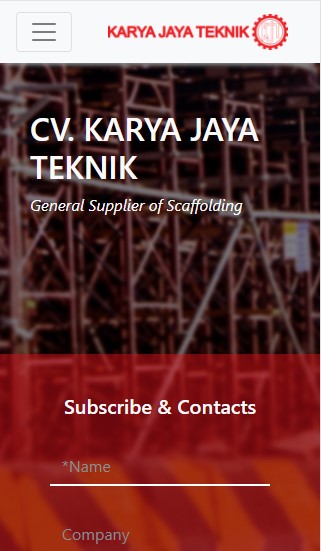 KARYA JAYA TEKNIK
CV. KARYA JAYA
TEKNIK
General Supplier of Scaffolding
Subscribe & Contacts
*Name
Company